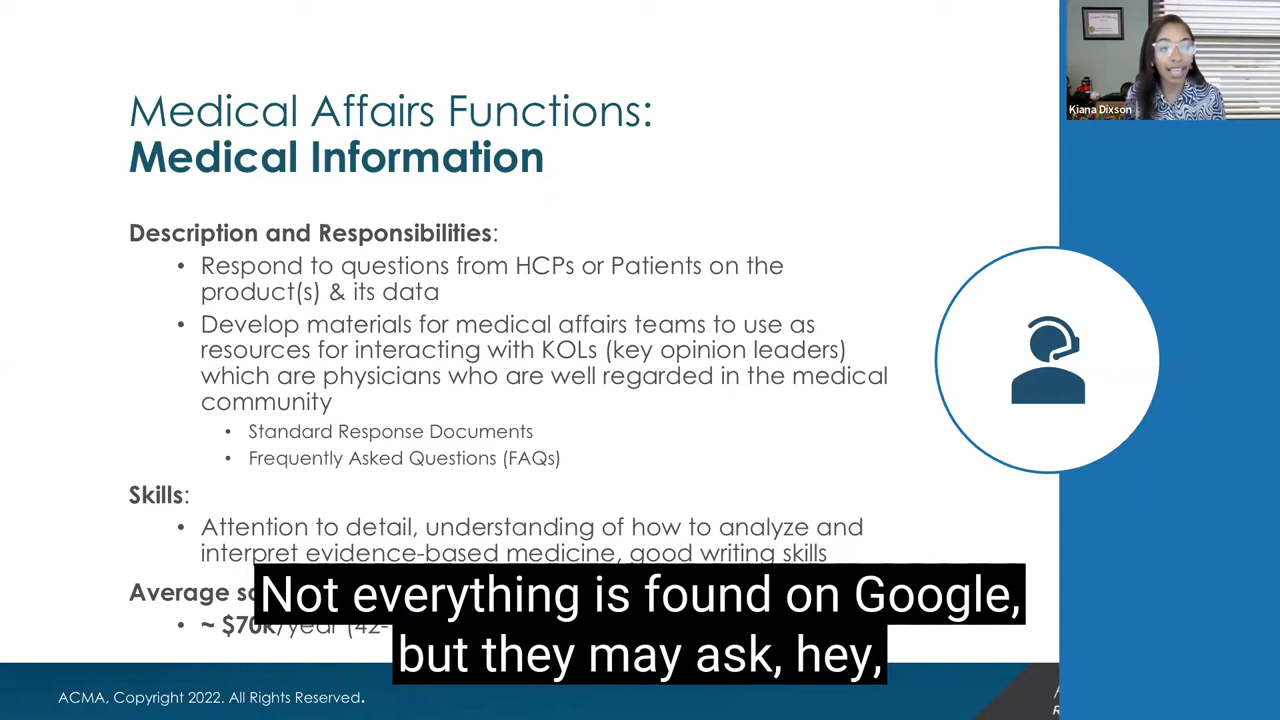 Kiana Dixson
Medical Affairs Functions:
Medical Information
Description and Responsibilities:
• Respond to questions from HCPs or Patients on the
product(s) & its data
• Develop materials for medical affairs teams to use as
resources for interacting with KOLs (key opinion leaders)
which are physicians who are well regarded in the medical
community
• Standard Response Documents
• Frequently Asked Questions (FAQs)
Skills:
• Attention to detail, understanding of how to analyze and
interpret evidence-based medicine, good writing skills
Average
• ~ $70k/year (42-
Not everything is found on Google,
but they may ask, hey,
ACMA, Copyright 2022. All Rights Reserved.